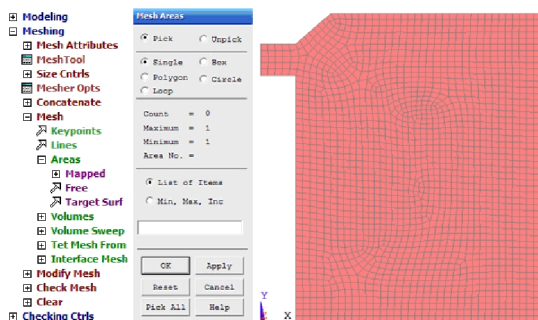 Modeling
Meshing
Mesh Attributes
MeshTool
Size Cntrls
Mesher Opts
Concatenate
Mesh
Keypoints
Lines
Areas
Mapped
Free
Target Surf
Volumes
Volume Sweep
Tet Mesh From
Interface Mesh
Modify Mesh
Check Mesh
Clear
Checking Ctrls
Mesh Areas
Pick Unpick
Single Box
Polygon Circle
Loop
Count = 0
Maximum = 1
Minimum = 1
Area No. =
List of Items
Min, Max, Inc
OK Apply
Reset Cancel
Pick All Help
Y
X